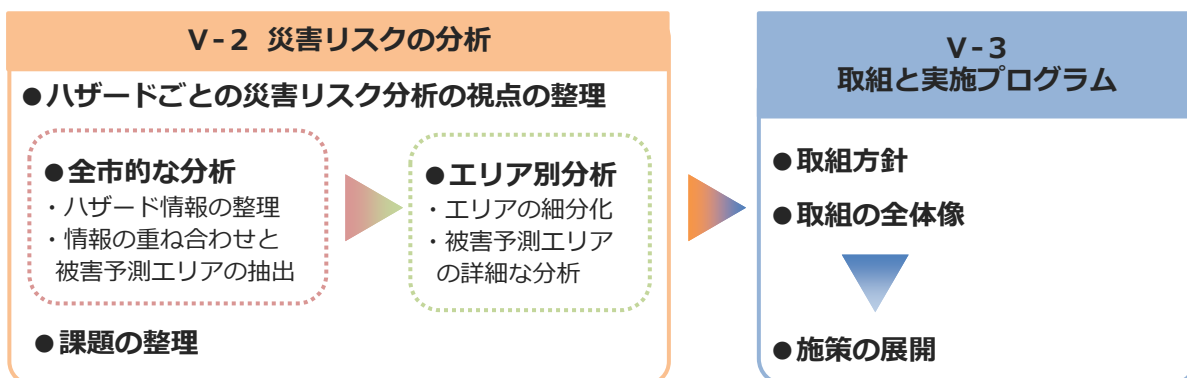 Ⅴ-2 災害リスクの分析
●ハザードごとの災害リスク分析の視点の整理
●全市的な分析
・ハザード情報の整理
・情報の重ね合わせと
被害予測エリアの抽出
●エリア別分析
・エリアの細分化
・被害予測エリア
の詳細な分析
●課題の整理
Ⅴ-3
取組と実施プログラム
●取組方針
●取組の全体像
●施策の展開